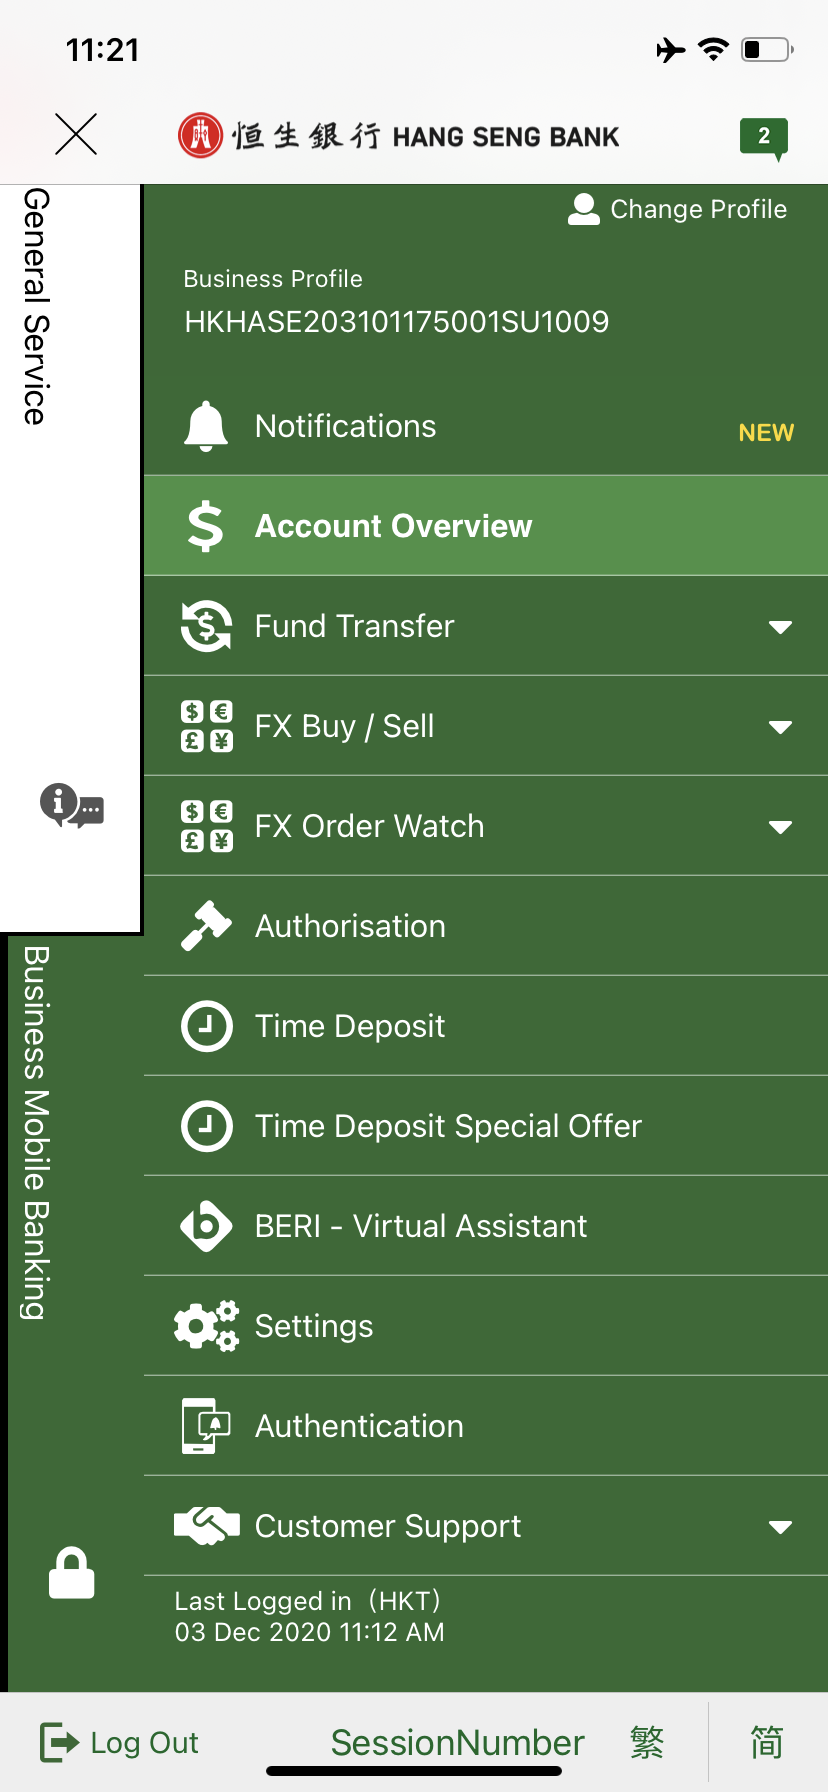 11:21
恒生銀行 HANG SENG BANK
2
General Service
Change Profile
Business Profile
HKHASE203101175001SU1009
Notifications
NEW
Account Overview
Fund Transfer
FX Buy / Sell
FX Order Watch
Authorisation
Time Deposit
Time Deposit Special Offer
BERI - Virtual Assistant
Settings
Authentication
Customer Support
Business Mobile Banking
Last Logged in（HKT）
03 Dec 2020 11:12 AM
Log Out
SessionNumber
繁
简